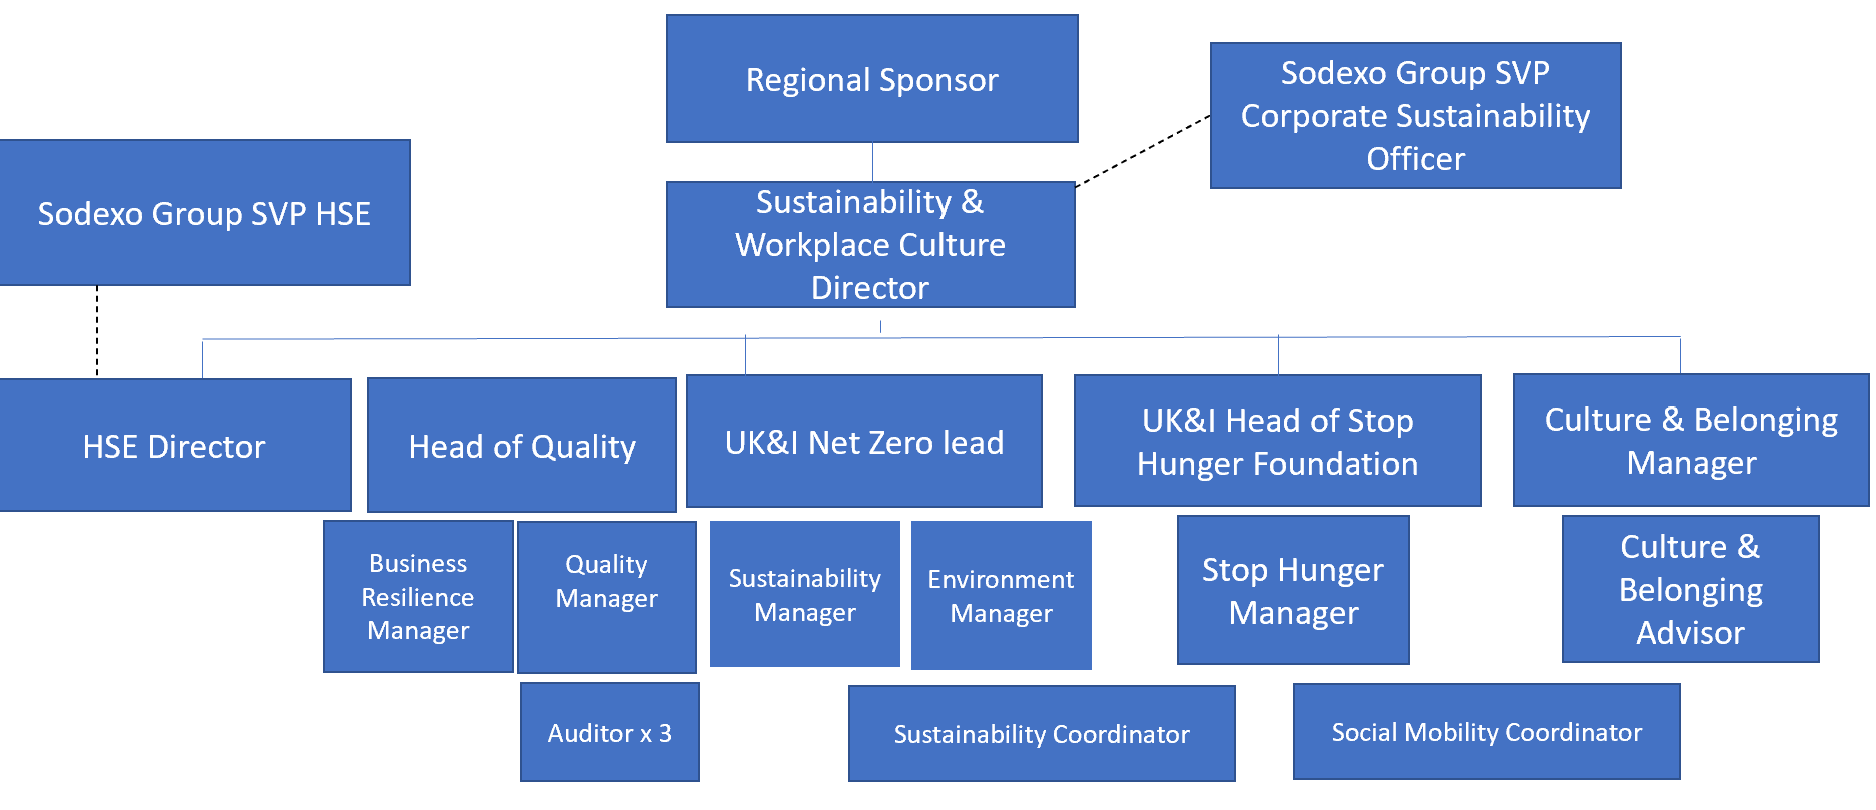 Regional Sponsor
Sodexo Group SVP
Corporate Sustainability
Officer
Sodexo Group SVP HSE
Sustainability &
Workplace Culture
Director
HSE Director
Head of Quality
UK&I Net Zero lead
UK&I Head of Stop
Hunger Foundation
Culture & Belonging
Manager
Business
Resilience
Manager
Quality
Manager
Sustainability
Manager
Environment
Manager
Stop Hunger
Manager
Culture &
Belonging
Advisor
Auditor x 3
Sustainability Coordinator
Social Mobility Coordinator